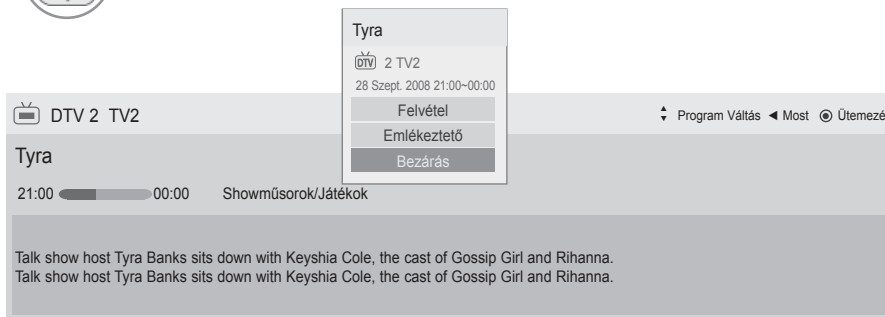 Tyra
DTV 2 TV2
28 Szept. 2008 21:00~00:00
Felvétel
Emlékeztető
Bezárás
DTV 2 TV2
Program Váltás ◀ Most ◉ Ütemezé
Tyra
21:00 00:00 Showműsorok/Játékok
Talk show host Tyra Banks sits down with Keyshia Cole, the cast of Gossip Girl and Rihanna.
Talk show host Tyra Banks sits down with Keyshia Cole, the cast of Gossip Girl and Rihanna.